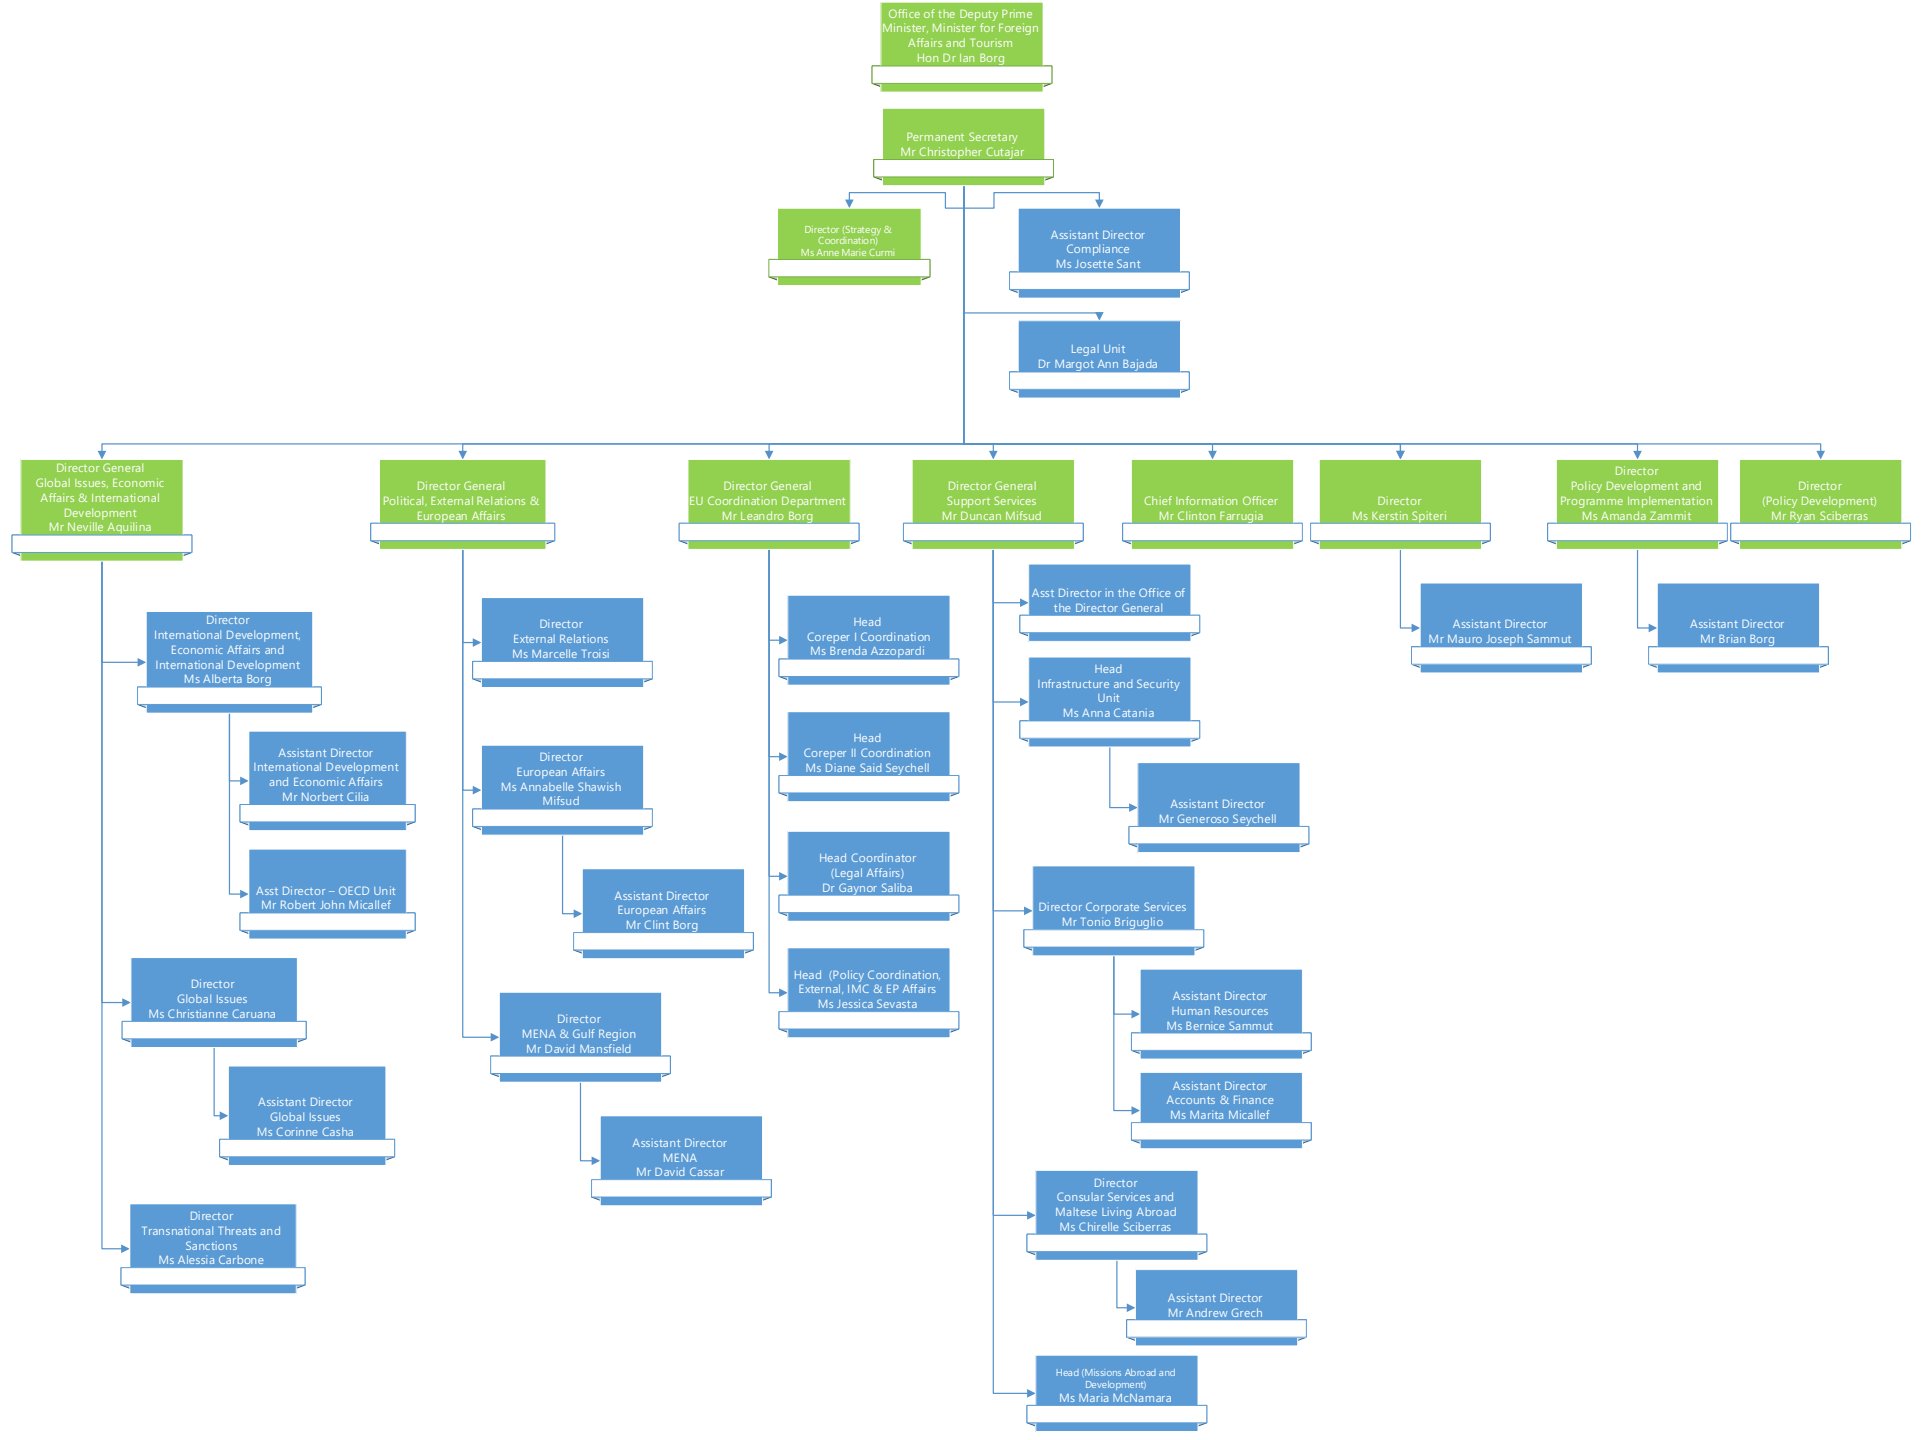 Office of the Deputy Prime
Minister, Minister for Foreign
Affairs and Tourism
Hon Dr Ian Borg
Permanent Secretary
Mr Christopher Cutajar
Director (Strategy &
Coordination)
Ms Anne Marie Curmi
Assistant Director
Compliance
Ms Josette Sant
Legal Unit
Dr Margot Ann Bajada
Director General
Global Issues, Economic
Affairs & International
Development
Mr Neville Aquilina
Director General
Political, External Relations &
European Affairs
Director General
EU Coordination Department
Mr Leandro Borg
Director General
Support Services
Mr Duncan Mifsud
Chief Information Officer
Mr Clinton Farrugia
Director
Ms Kerstin Spiteri
Director
Policy Development and
Programme Implementation
Ms Amanda Zammit
Director
(Policy Development)
Mr Ryan Sciberras
Director
International Development,
Economic Affairs and
International Development
Ms Alberta Borg
Assistant Director
International Development
and Economic Affairs
Mr Norbert Cilia
Asst Director – OECD Unit
Mr Robert John Micallef
Director
Global Issues
Ms Christianne Caruana
Assistant Director
Global Issues
Ms Corinne Casha
Director
Transnational Threats and
Sanctions
Ms Alessia Carbone
Director
External Relations
Ms Marcelle Troisi
Director
European Affairs
Ms Annabelle Shawish
Mifsud
Assistant Director
European Affairs
Mr Clint Borg
Director
MENA & Gulf Region
Mr David Mansfield
Assistant Director
MENA
Mr David Cassar
Head
Coreper I Coordination
Ms Brenda Azzopardi
Head
Coreper II Coordination
Ms Diane Said Seychell
Head Coordinator
(Legal Affairs)
Dr Gaynor Saliba
Head  (Policy Coordination,
External, IMC & EP Affairs
Ms Jessica Sevasta
Asst Director in the Office of
the Director General
Head
Infrastructure and Security
Unit
Ms Anna Catania
Assistant Director
Mr Generoso Seychell
Director Corporate Services
Mr Tonio Briguglio
Assistant Director
Human Resources
Ms Bernice Sammut
Assistant Director
Accounts & Finance
Ms Marita Micallef
Director
Consular Services and
Maltese Living Abroad
Ms Chirelle Sciberras
Assistant Director
Mr Andrew Grech
Head (Missions Abroad and
Development)
Ms Maria McNamara
Assistant Director
Mr Mauro Joseph Sammut
Assistant Director
Mr Brian Borg